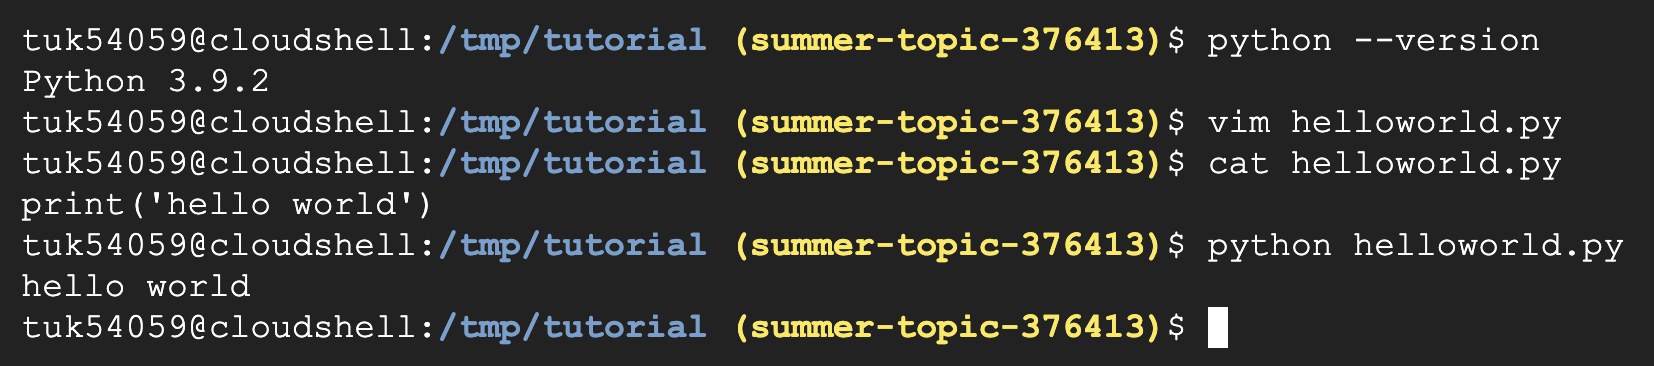 tuk54059@cloudshell:/tmp/tutorial (summer-topic-376413)$ python --version
Python 3.9.2
tuk54059@cloudshell:/tmp/tutorial (summer-topic-376413)$ vim helloworld.py
tuk54059@cloudshell:/tmp/tutorial (summer-topic-376413)$ cat helloworld.py
print('hello world')
tuk54059@cloudshell:/tmp/tutorial (summer-topic-376413)$ python helloworld.py
hello world
tuk54059@cloudshell:/tmp/tutorial (summer-topic-376413)$